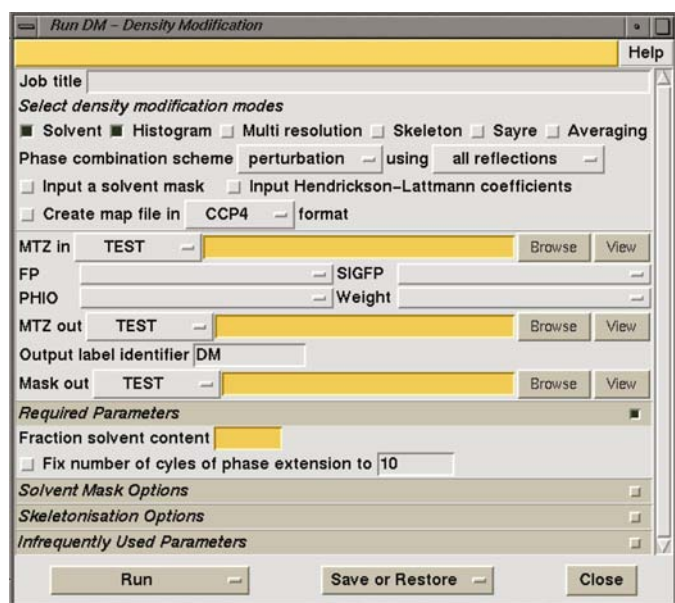 Run DM – Density Modification
Help
Job title
Select density modification modes
Solvent Histogram Multi resolution Skeleton Sayre Averaging
Phase combination scheme perturbation using all reflections
Input a solvent mask Input Hendrickson–Lattmann coefficients
Create map file in CCP4 format
MTZ in TEST Browse View
FP SIGFP
PHIO Weight
MTZ out TEST Browse View
Output label identifier DM
Mask out TEST Browse View
Required Parameters
Fraction solvent content
Fix number of cyles of phase extension to 10
Solvent Mask Options
Skeletonisation Options
Infrequently Used Parameters
Run Save or Restore Close